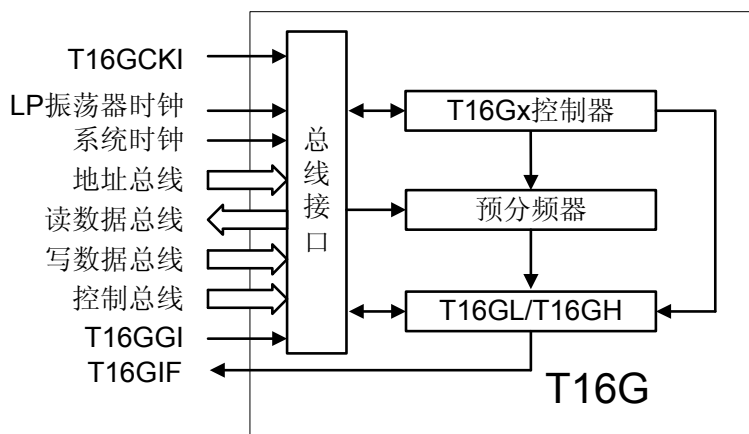 T16GCKI
LP振荡器时钟
系统时钟
地址总线
读数据总线
写数据总线
控制总线
T16GGI
T16GIF
总线接口
T16Gx控制器
预分频器
T16GL/T16GH
T16G